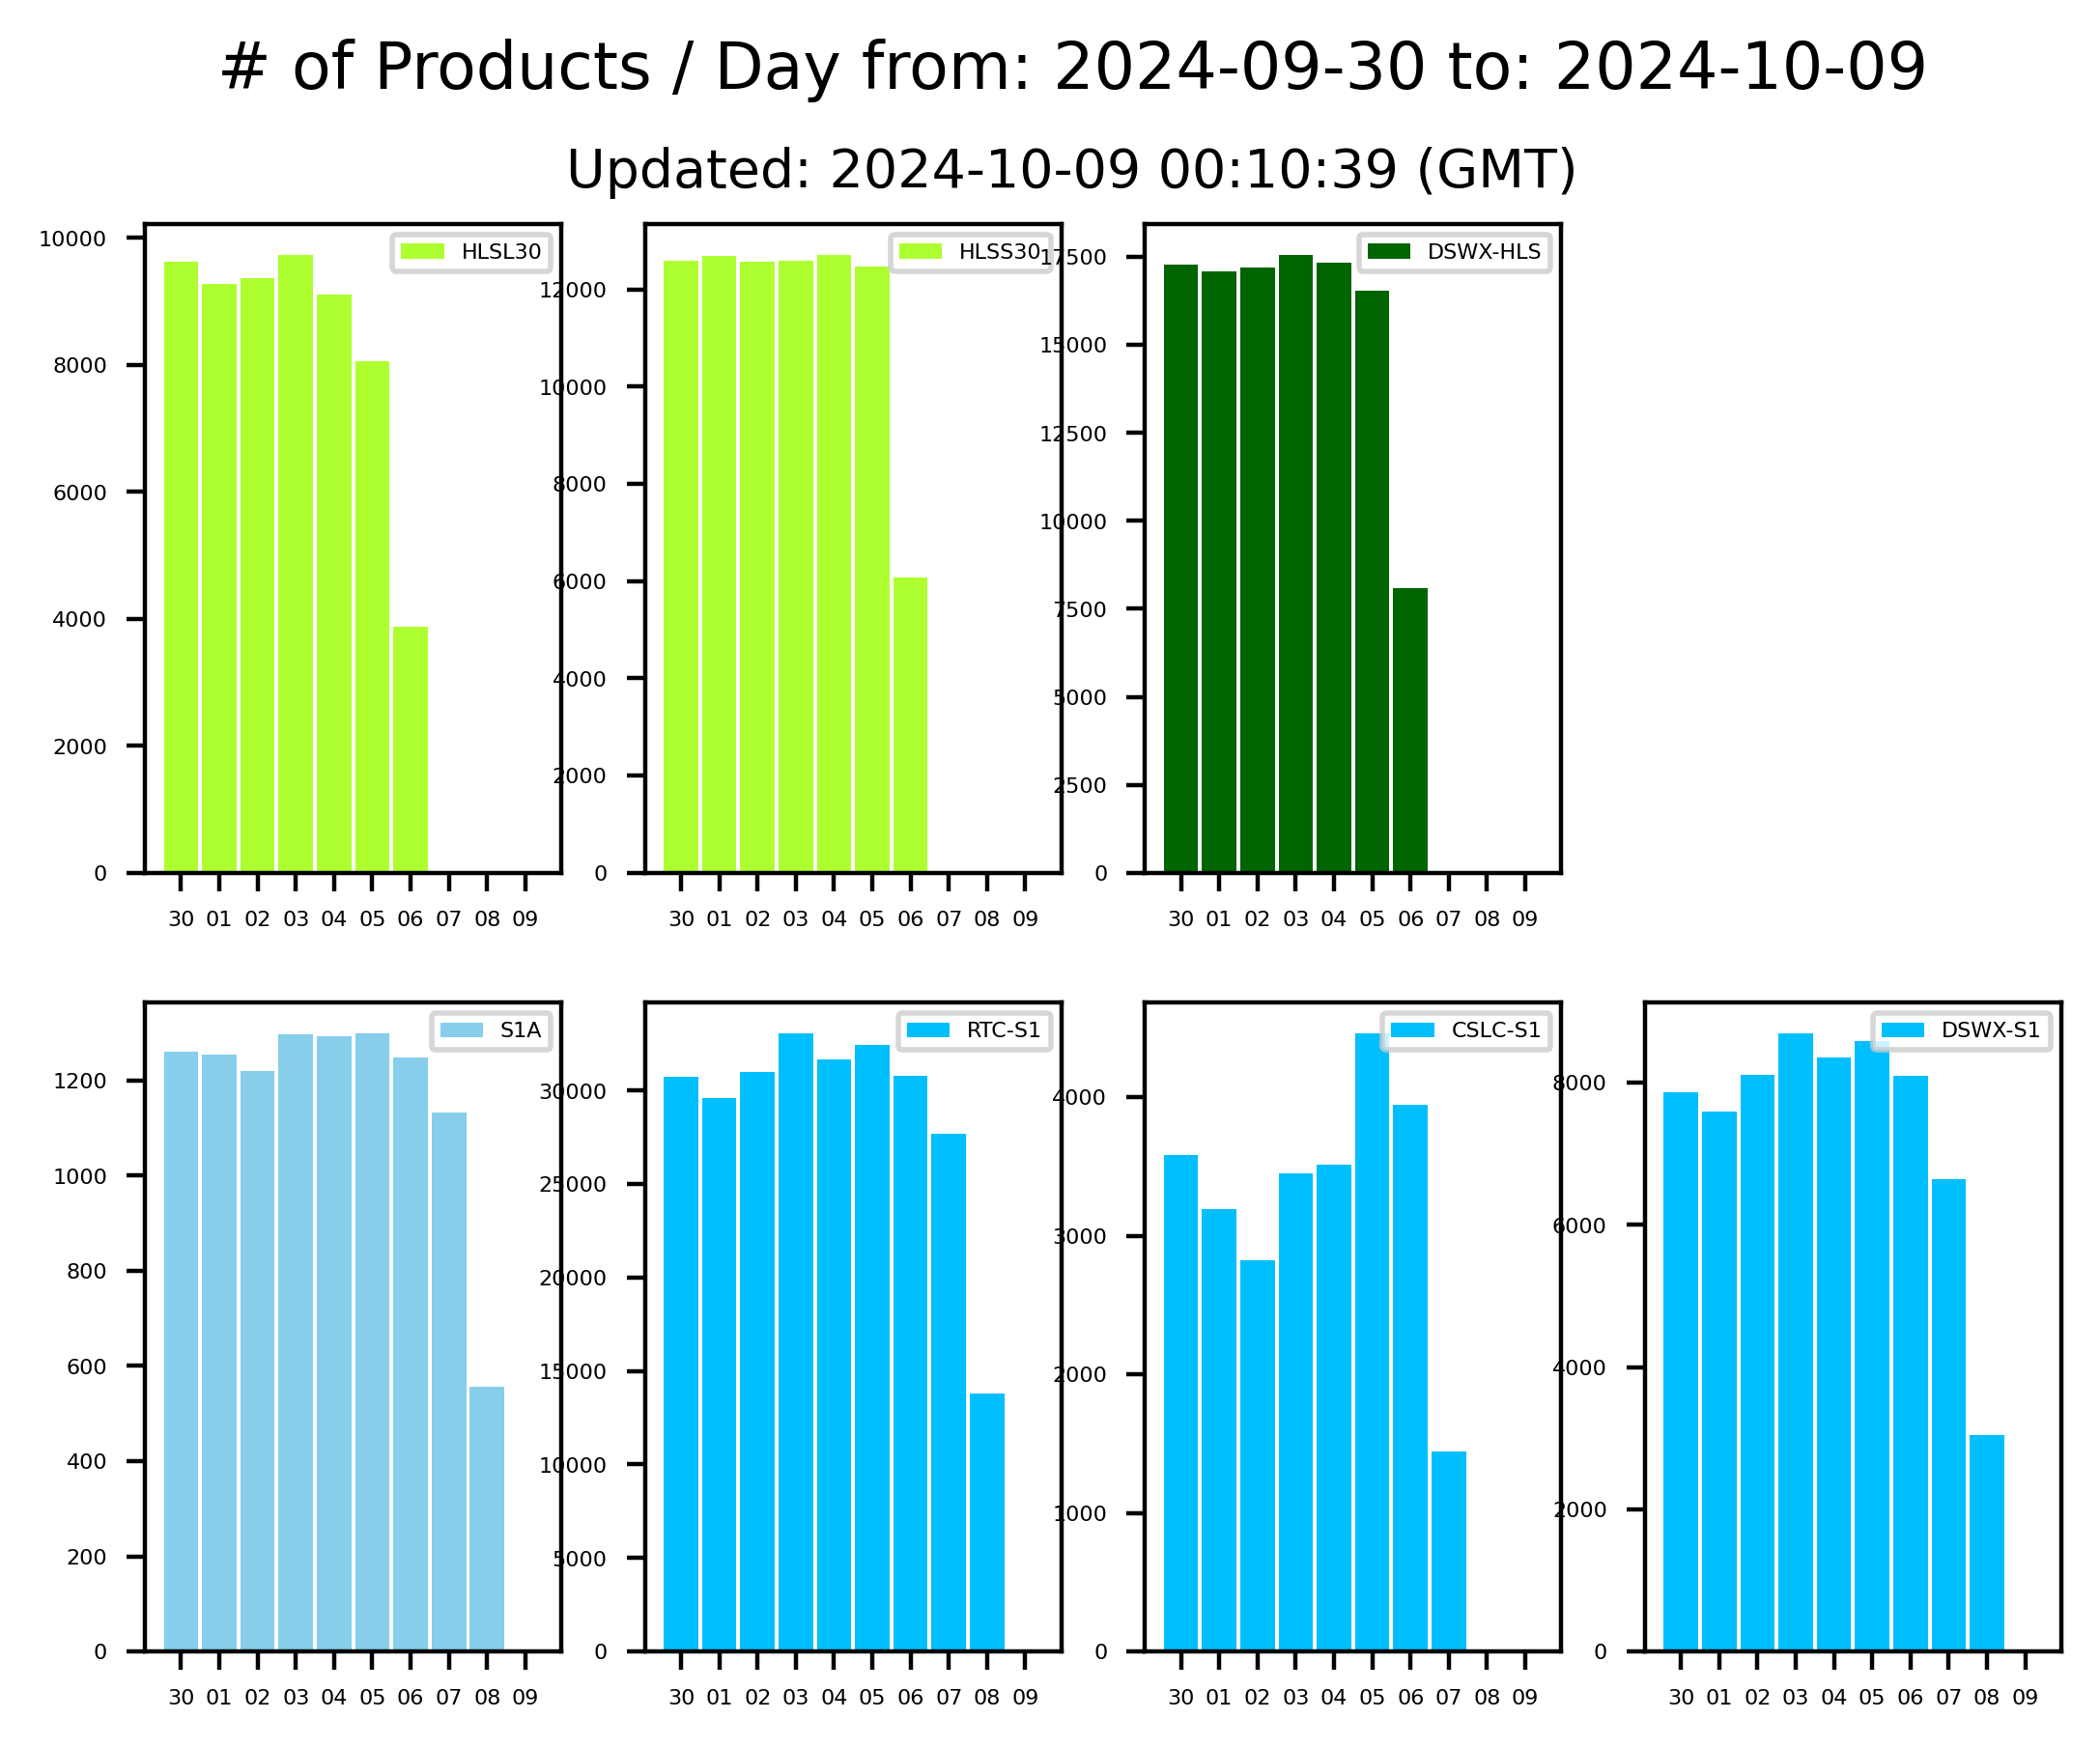 # of Products / Day from: 2024-09-30 to: 2024-10-09
Updated: 2024-10-09 00:10:39 (GMT)
HLSL30
10000
8000
6000
4000
2000
0
30 01 02 03 04 05 06 07 08 09
HLSS30
12000
10000
8000
6000
4000
2000
0
30 01 02 03 04 05 06 07 08 09
DSWX-HLS
17500
15000
12500
10000
7500
5000
2500
0
30 01 02 03 04 05 06 07 08 09
S1A
1200
1000
800
600
400
200
0
30 01 02 03 04 05 06 07 08 09
RTC-S1
30000
25000
20000
15000
10000
5000
0
30 01 02 03 04 05 06 07 08 09
CSLC-S1
4000
3000
2000
1000
0
30 01 02 03 04 05 06 07 08 09
DSWX-S1
8000
6000
4000
2000
0
30 01 02 03 04 05 06 07 08 09